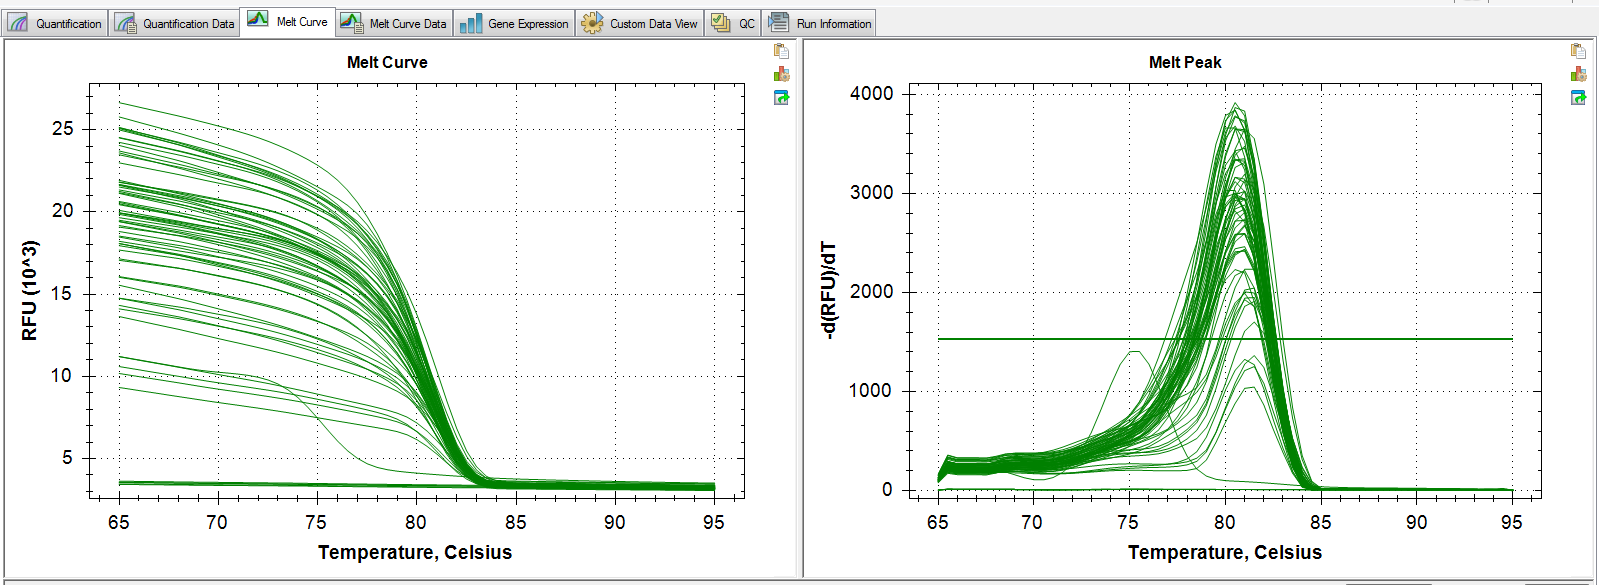 Quantification Quantification Data Melt Curve Melt Curve Data Gene Expression Custom Data View QC Run Information
Melt Curve
RFU (10^3)
25
20
15
10
5
65 70 75 80 85 90 95
Temperature, Celsius
Melt Peak
-d(RFU)/dT
4000
3000
2000
1000
0
65 70 75 80 85 90 95
Temperature, Celsius